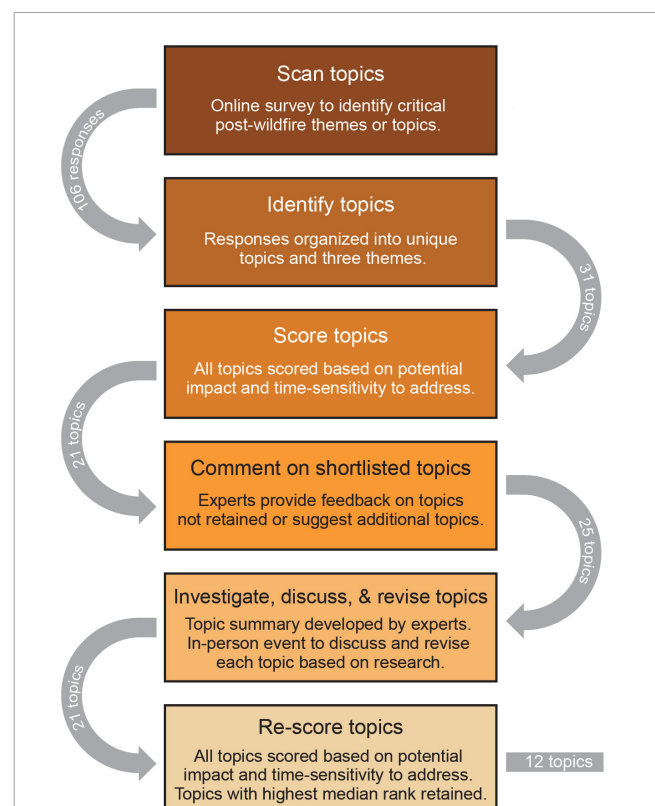 Scan topics
Online survey to identify critical
post-wildfire themes or topics.
106 responses
Identify topics
Responses organized into unique
topics and three themes.
31 topics
Score topics
All topics scored based on potential
impact and time-sensitivity to address.
21 topics
Comment on shortlisted topics
Experts provide feedback on topics
not retained or suggest additional topics.
25 topics
Investigate, discuss, & revise topics
Topic summary developed by experts.
In-person event to discuss and revise
each topic based on research.
21 topics
Re-score topics
All topics scored based on potential
impact and time-sensitivity to address.
Topics with highest median rank retained.
12 topics